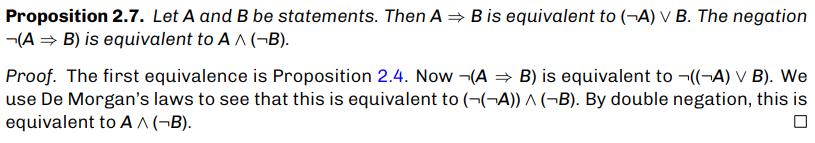 Proposition 2.7. Let A and B be statements. Then A ⇒ B is equivalent to (¬A) ∨ B. The negation
¬(A ⇒ B) is equivalent to A ∧ (¬B).
Proof. The first equivalence is Proposition 2.4. Now ¬(A ⇒ B) is equivalent to ¬((¬A) ∨ B). We
use De Morgan's laws to see that this is equivalent to (¬(¬A)) ∧ (¬B). By double negation, this is
equivalent to A ∧ (¬B). □